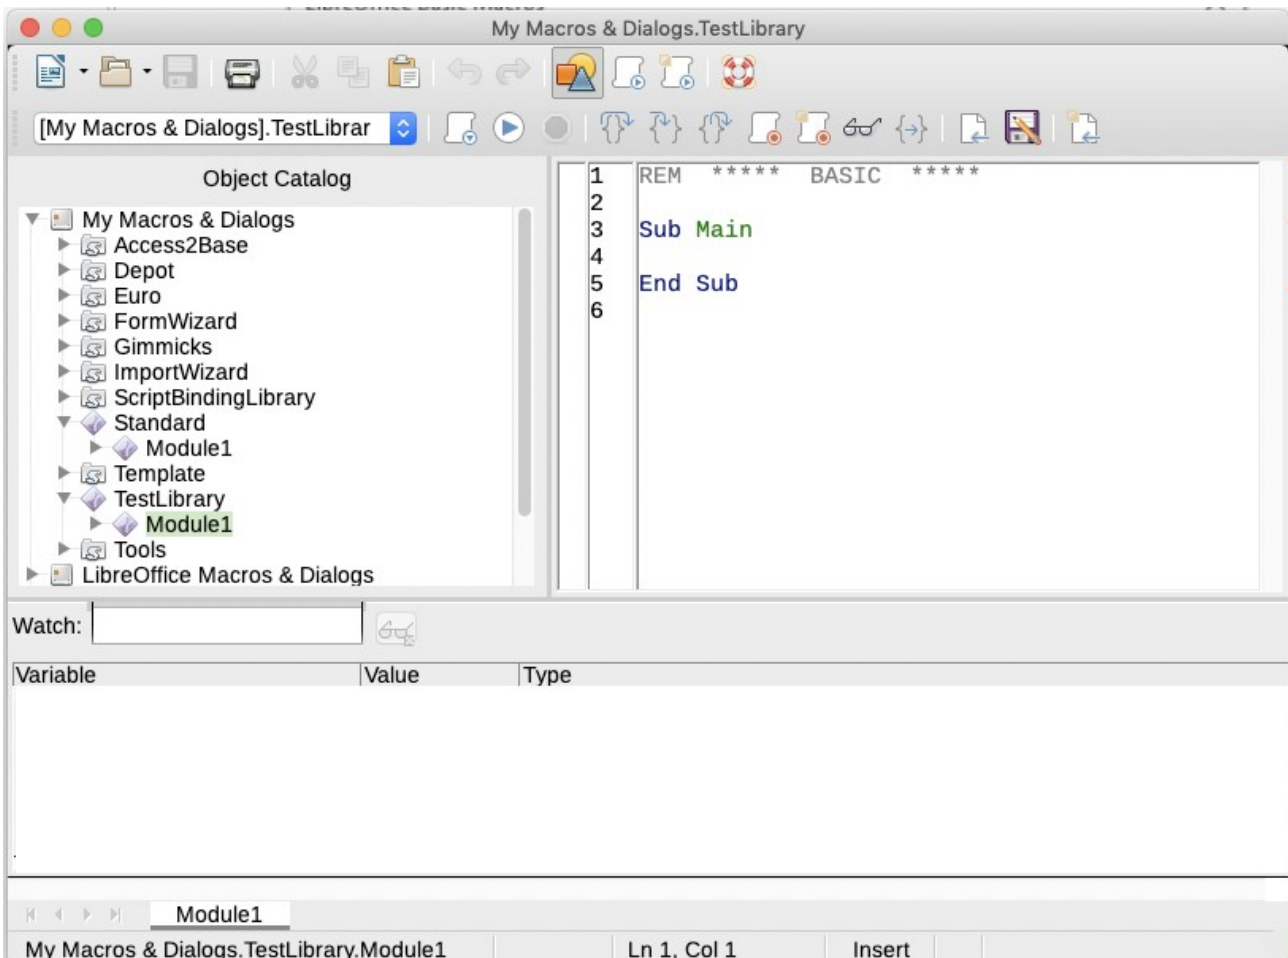 My Macros & Dialogs.TestLibrary
[My Macros & Dialogs].TestLibrar
Object Catalog
My Macros & Dialogs
Access2Base
Depot
Euro
FormWizard
Gimmicks
ImportWizard
ScriptBindingLibrary
Standard
Module1
Template
TestLibrary
Module1
Tools
LibreOffice Macros & Dialogs
1 REM ***** BASIC *****
2
3 Sub Main
4
5 End Sub
6
Watch:
Variable Value Type
Module1
My Macros & Dialogs.TestLibrary.Module1 Ln 1, Col 1 Insert